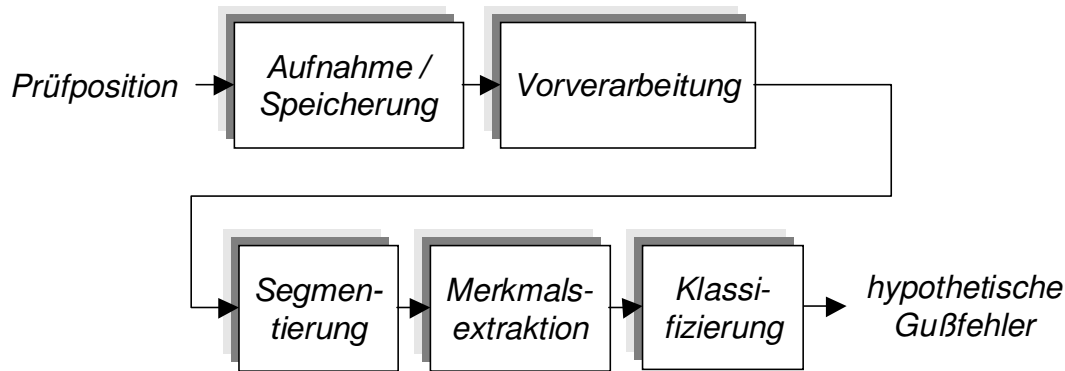 Prüfposition
Aufnahme /
Speicherung
Vorverarbeitung
Segmen-
tierung
Merkmals-
extraktion
Klassi-
fizierung
hypothetische
Gußfehler